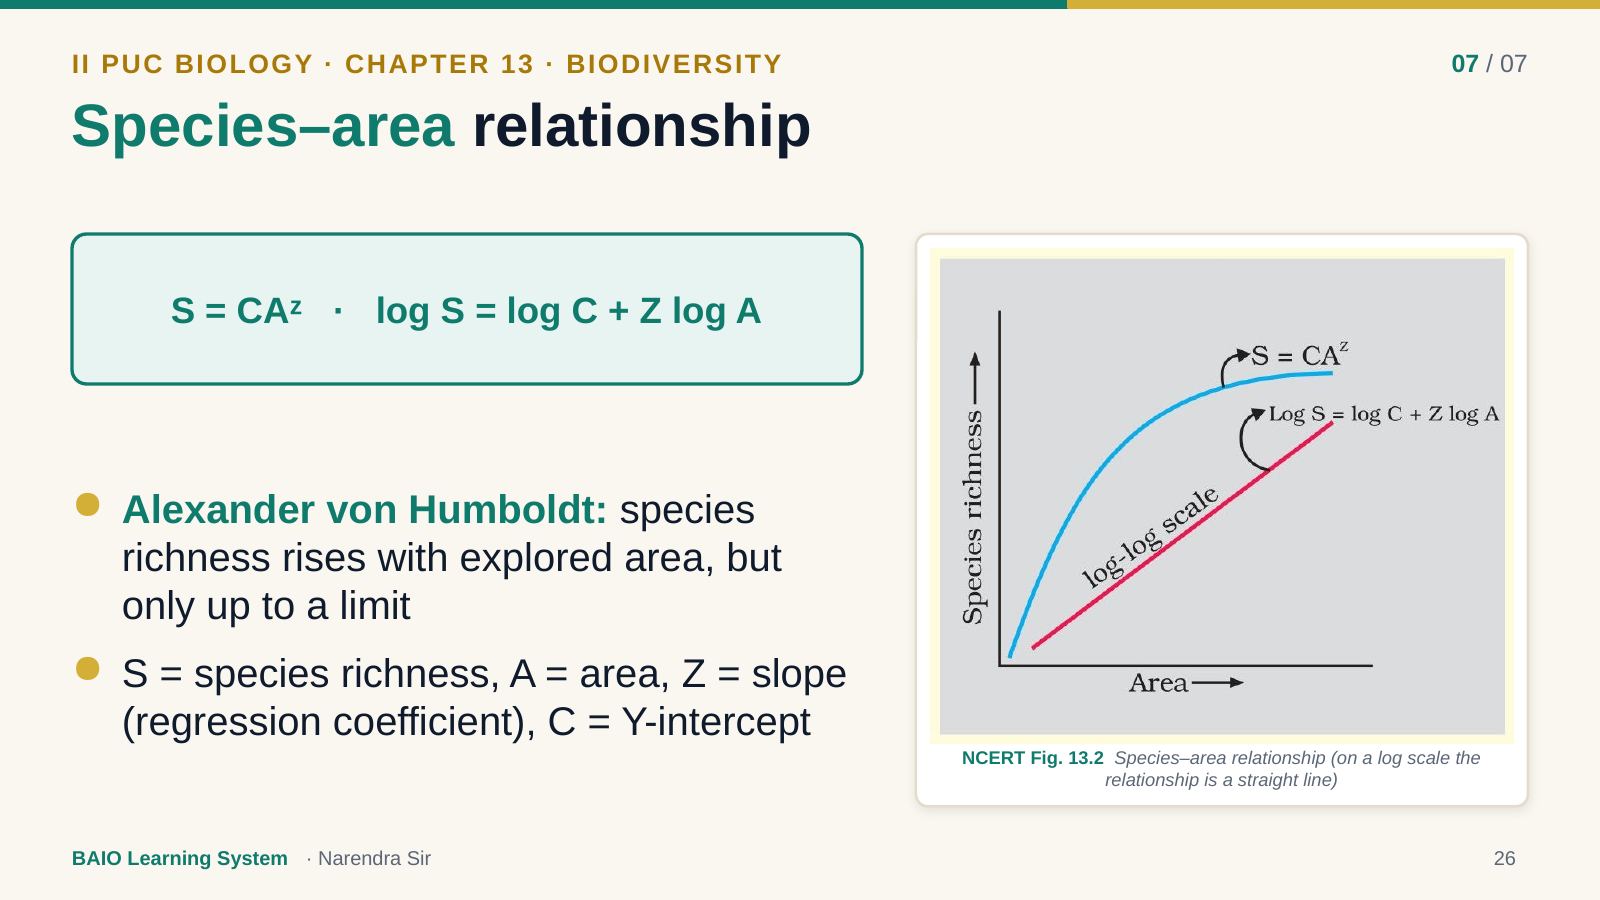 II PUC BIOLOGY · CHAPTER 13 · BIODIVERSITY
07 / 07
Species–area relationship
S = CAᶻ · log S = log C + Z log A
Alexander von Humboldt: species
richness rises with explored area, but
only up to a limit
S = species richness, A = area, Z = slope
(regression coefficient), C = Y-intercept
S = CAᶻ
Log S = log C + Z log A
log-log scale
Species richness
Area
NCERT Fig. 13.2 Species–area relationship (on a log scale the
relationship is a straight line)
BAIO Learning System · Narendra Sir
26